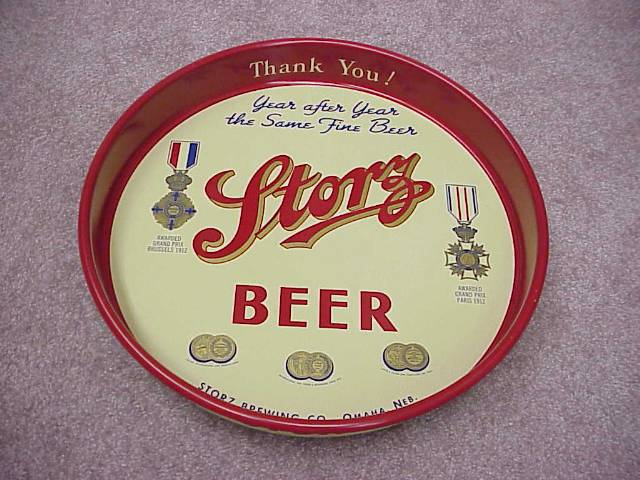 Thank You!
Year after Year
the Same Fine Beer
Storz
AWARDED
GRAND PRIX
BRUSSELS 1912
AWARDED
GRAND PRIX
PARIS 1912
BEER
STORZ BREWING CO. OMAHA, NEB.